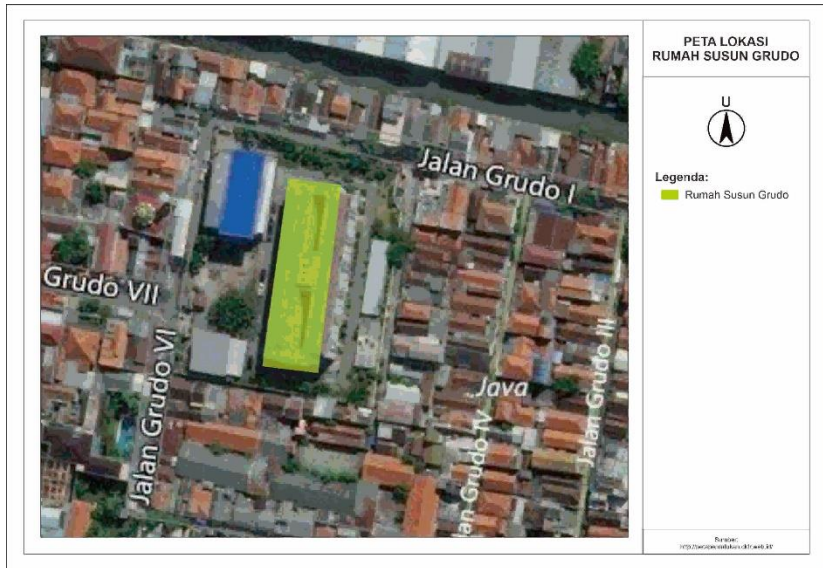 PETA LOKASI
RUMAH SUSUN GRUDO
U
Legenda:
Rumah Susun Grudo
Jalan Grudo I
Grudo VII
Jalan Grudo VI
Java
lan Grudo IV
Jalan Grudo III
Sumber: